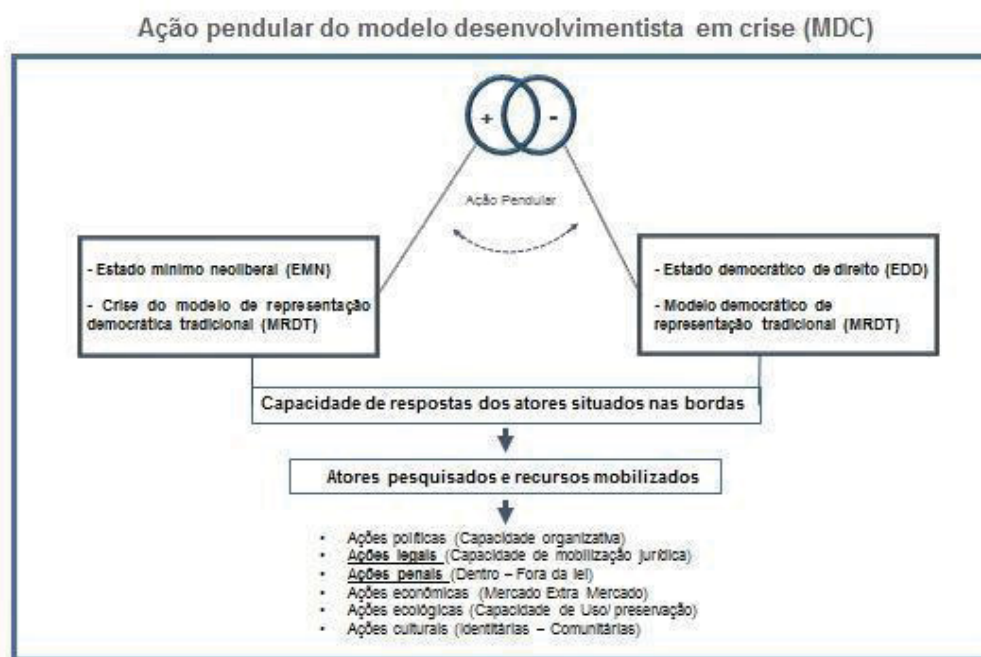 Ação pendular do modelo desenvolvimentista em crise (MDC)
+ -
Ação Pendular
- Estado mínimo neoliberal (EMN)
- Crise do modelo de representação
democrática tradicional (MRDT)
- Estado democrático de direito (EDD)
- Modelo democrático de
representação tradicional (MRDT)
Capacidade de respostas dos atores situados nas bordas
Atores pesquisados e recursos mobilizados
• Ações políticas (Capacidade organizativa)
• Ações legais (Capacidade de mobilização jurídica)
• Ações penais (Dentro – Fora da lei)
• Ações econômicas (Mercado Extra Mercado)
• Ações ecológicas (Capacidade de Uso/ preservação)
• Ações culturais (Identitárias – Comunitárias)